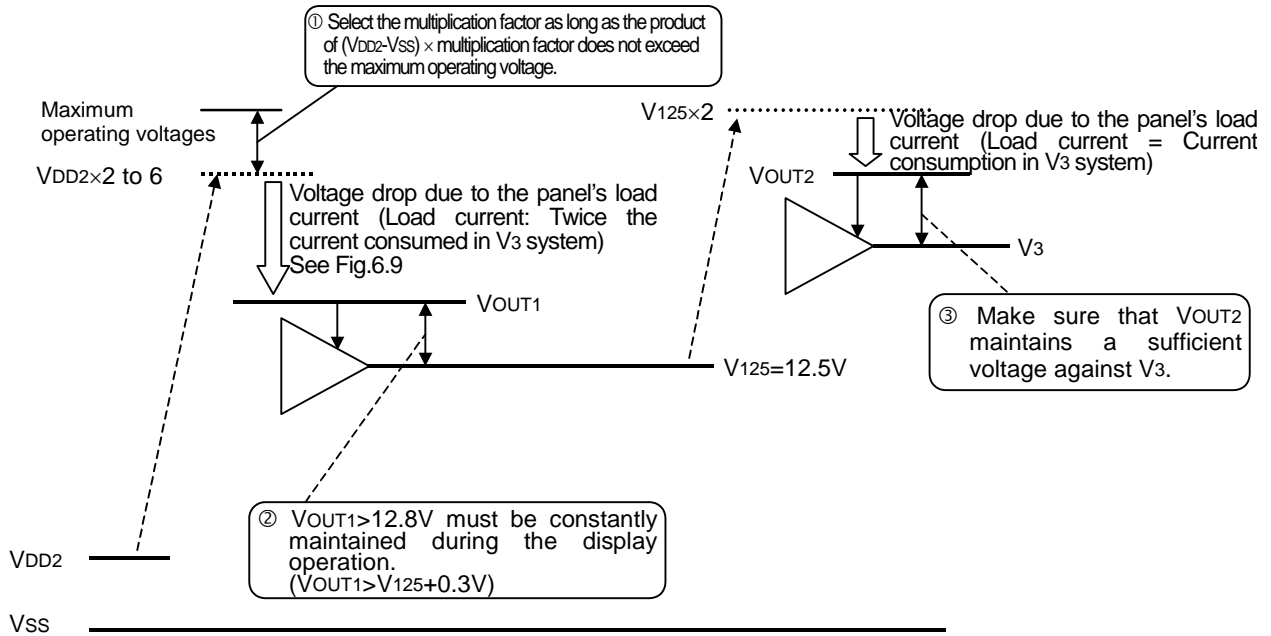 ① Select the multiplication factor as long as the product
of (VDD2-VSS) × multiplication factor does not exceed
the maximum operating voltage.
Maximum
operating voltages
VDD2×2 to 6
Voltage drop due to the panel's load
current (Load current: Twice the
current consumed in V3 system)
See Fig.6.9
VOUT1
V125=12.5V
V125×2
Voltage drop due to the panel's load
current (Load current = Current
consumption in V3 system)
VOUT2
V3
③ Make sure that VOUT2
maintains a sufficient
voltage against V3.
② VOUT1>12.8V must be constantly
maintained during the display
operation.
(VOUT1>V125+0.3V)
VDD2
VSS